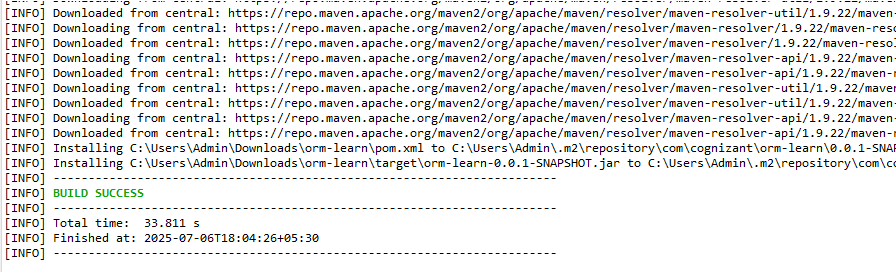 [INFO] Downloaded from central: https://repo.maven.apache.org/maven2/org/apache/maven/resolver/maven-resolver-util/1.9.22/maven
[INFO] Downloading from central: https://repo.maven.apache.org/maven2/org/apache/maven/resolver/maven-resolver/1.9.22/maven-reso
[INFO] Downloaded from central: https://repo.maven.apache.org/maven2/org/apache/maven/resolver/maven-resolver/1.9.22/maven-resol
[INFO] Downloading from central: https://repo.maven.apache.org/maven2/org/apache/maven/resolver/maven-resolver-api/1.9.22/maven-
[INFO] Downloaded from central: https://repo.maven.apache.org/maven2/org/apache/maven/resolver/maven-resolver-api/1.9.22/maven-r
[INFO] Downloading from central: https://repo.maven.apache.org/maven2/org/apache/maven/resolver/maven-resolver-util/1.9.22/maven
[INFO] Downloaded from central: https://repo.maven.apache.org/maven2/org/apache/maven/resolver/maven-resolver-util/1.9.22/maven-
[INFO] Downloading from central: https://repo.maven.apache.org/maven2/org/apache/maven/resolver/maven-resolver-api/1.9.22/maven-
[INFO] Downloaded from central: https://repo.maven.apache.org/maven2/org/apache/maven/resolver/maven-resolver-api/1.9.22/maven-r
[INFO] Installing C:\Users\Admin\Downloads\orm-learn\pom.xml to C:\Users\Admin\.m2\repository\com\cognizant\orm-learn\0.0.1-SNAP
[INFO] Installing C:\Users\Admin\Downloads\orm-learn\target\orm-learn-0.0.1-SNAPSHOT.jar to C:\Users\Admin\.m2\repository\com\co
[INFO] ------------------------------------------------------------------------
[INFO] BUILD SUCCESS
[INFO] ------------------------------------------------------------------------
[INFO] Total time:  33.811 s
[INFO] Finished at: 2025-07-06T18:04:26+05:30
[INFO] ------------------------------------------------------------------------